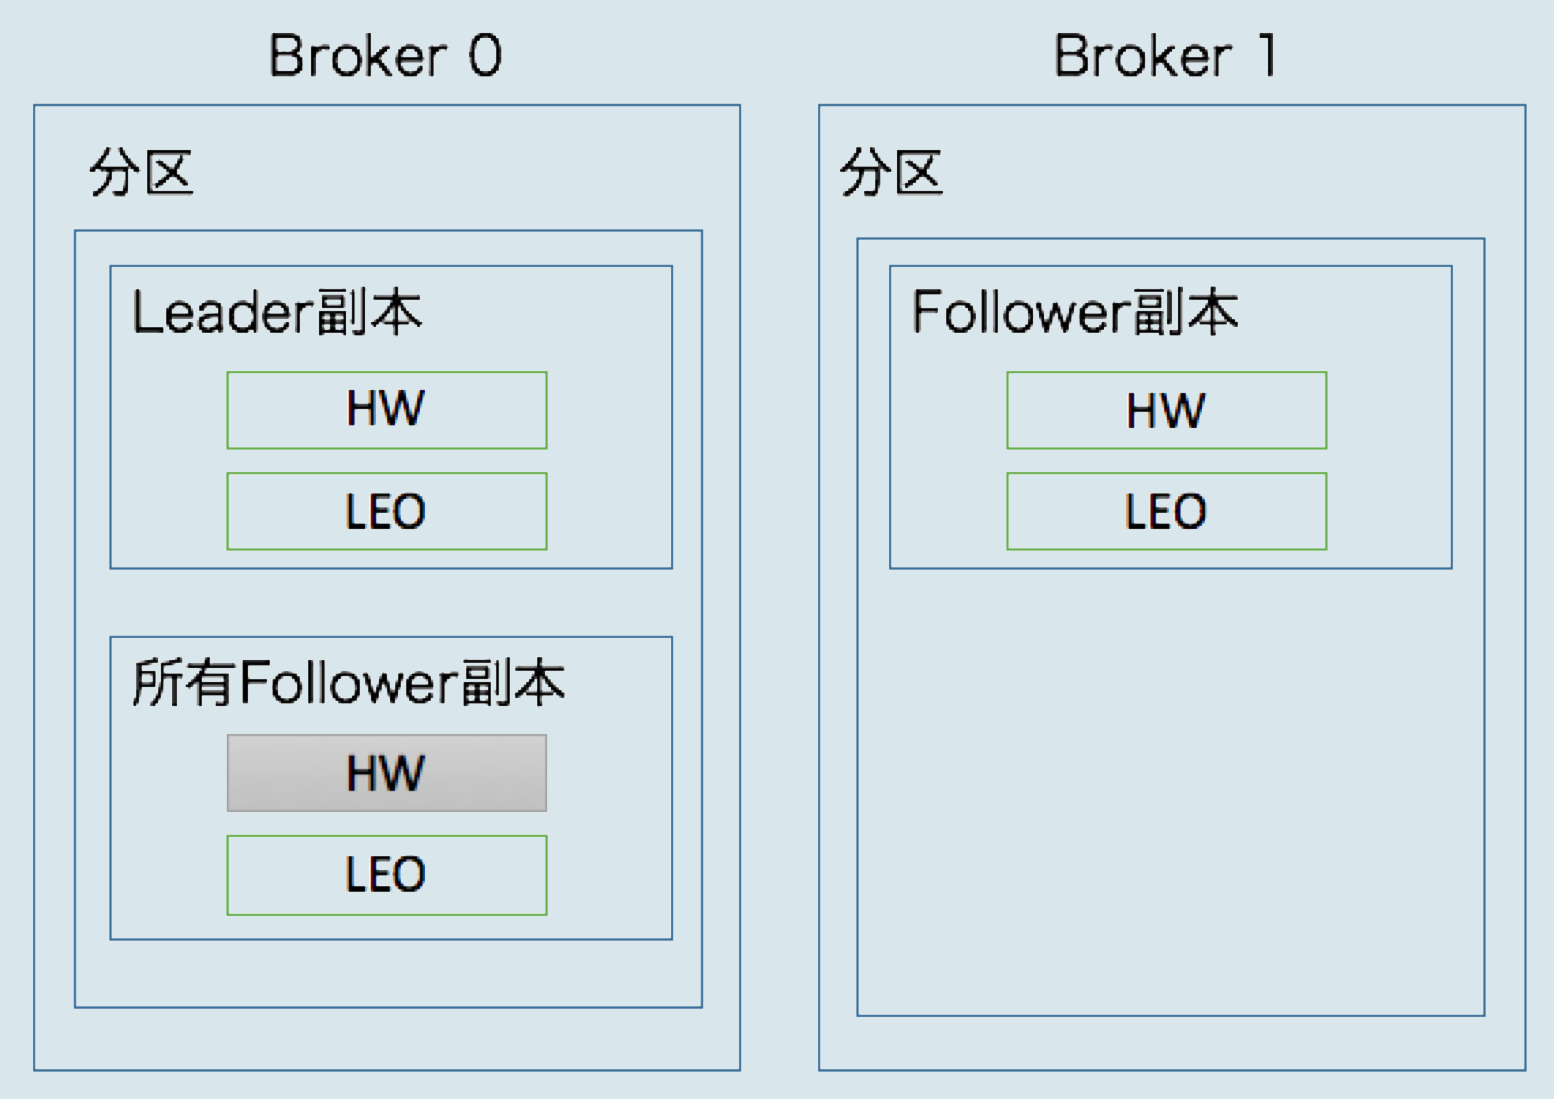 Broker 0
分区
Leader副本
HW
LEO
所有Follower副本
HW
LEO
Broker 1
分区
Follower副本
HW
LEO